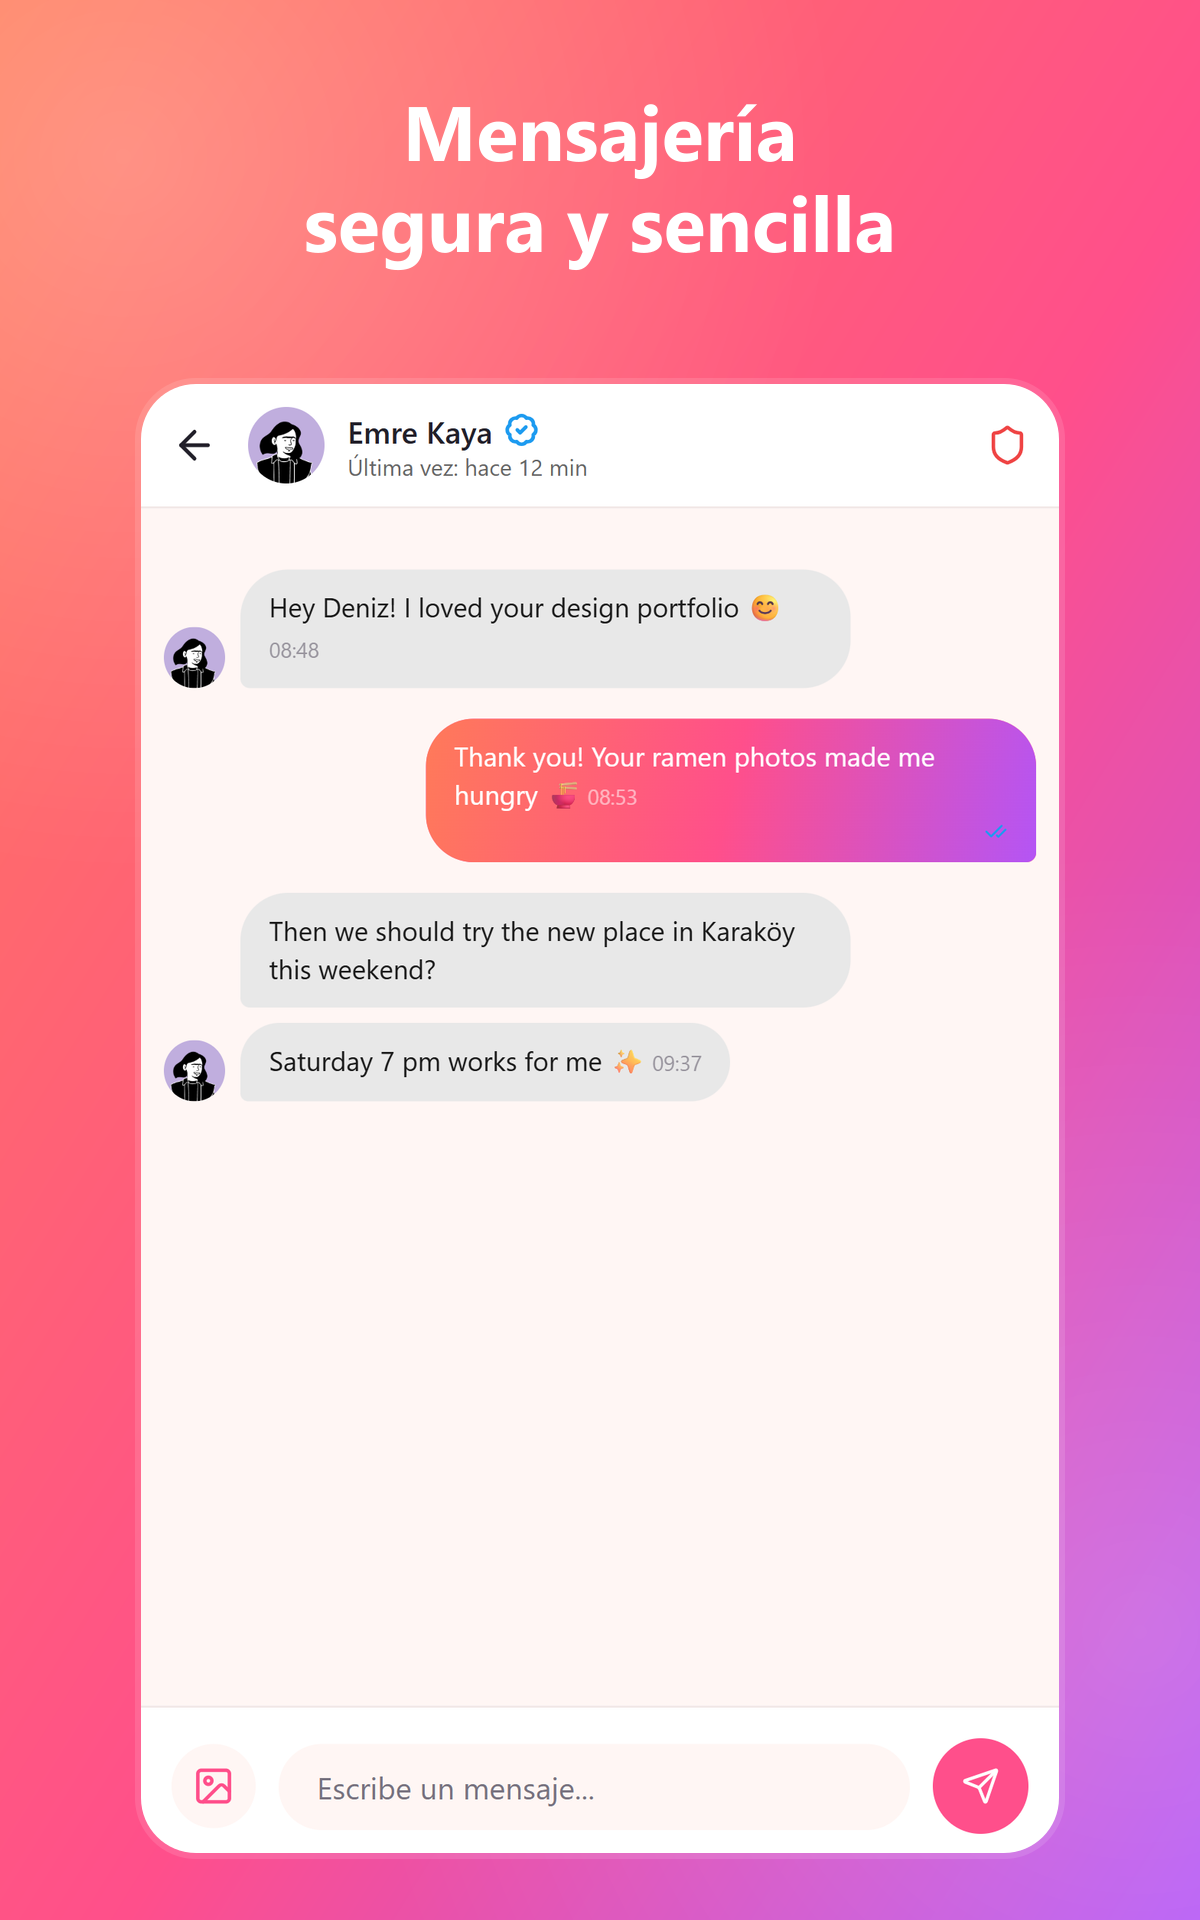 Mensajería
segura y sencilla
Emre Kaya
Última vez: hace 12 min
Hey Deniz! I loved your design portfolio 😊
08:48
Thank you! Your ramen photos made me
hungry 🍜 08:53
Then we should try the new place in Karaköy
this weekend?
Saturday 7 pm works for me ✨ 09:37
Escribe un mensaje...